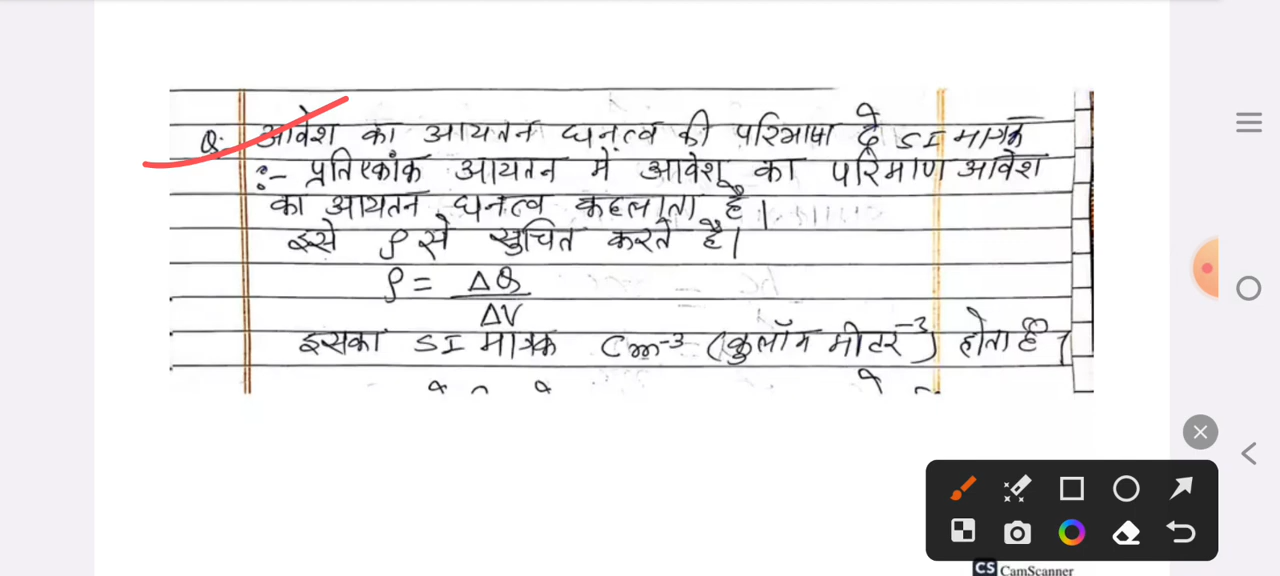 Q:- आवेश का आयतन घनत्व की परिभाषा दे SI मात्रक
:- प्रतिएकांक आयतन में आवेश का परिमाण आवेश
का आयतन घनत्व कहलाता है।
इसे ρ से सुचित करते है।
ρ = ΔQ
ΔV
इसका SI मात्रक Cm⁻³ (कुलॉम मीटर⁻³) होता है।
CS CamScanner